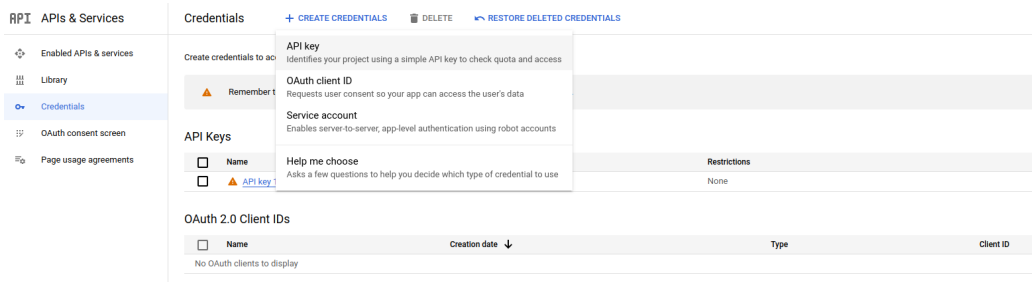 API APIs & Services
Credentials
+ CREATE CREDENTIALS
DELETE
RESTORE DELETED CREDENTIALS
Enabled APIs & services
Library
Credentials
OAuth consent screen
Page usage agreements
Create credentials to
Remember
API key
Identifies your project using a simple API key to check quota and access
OAuth client ID
Requests user consent so your app can access the user's data
Service account
Enables server-to-server, app-level authentication using robot accounts
Help me choose
Asks a few questions to help you decide which type of credential to use
API Keys
Name Restrictions
API key None
OAuth 2.0 Client IDs
Name Creation date Type Client ID
No OAuth clients to display